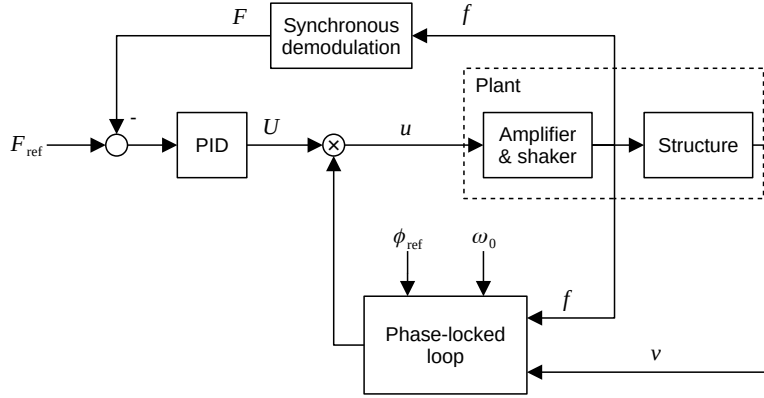 F
Synchronous
demodulation
f
Plant
-
F_ref
PID
U
×
u
Amplifier
& shaker
Structure
ϕ_ref
ω_0
f
Phase-locked
loop
v